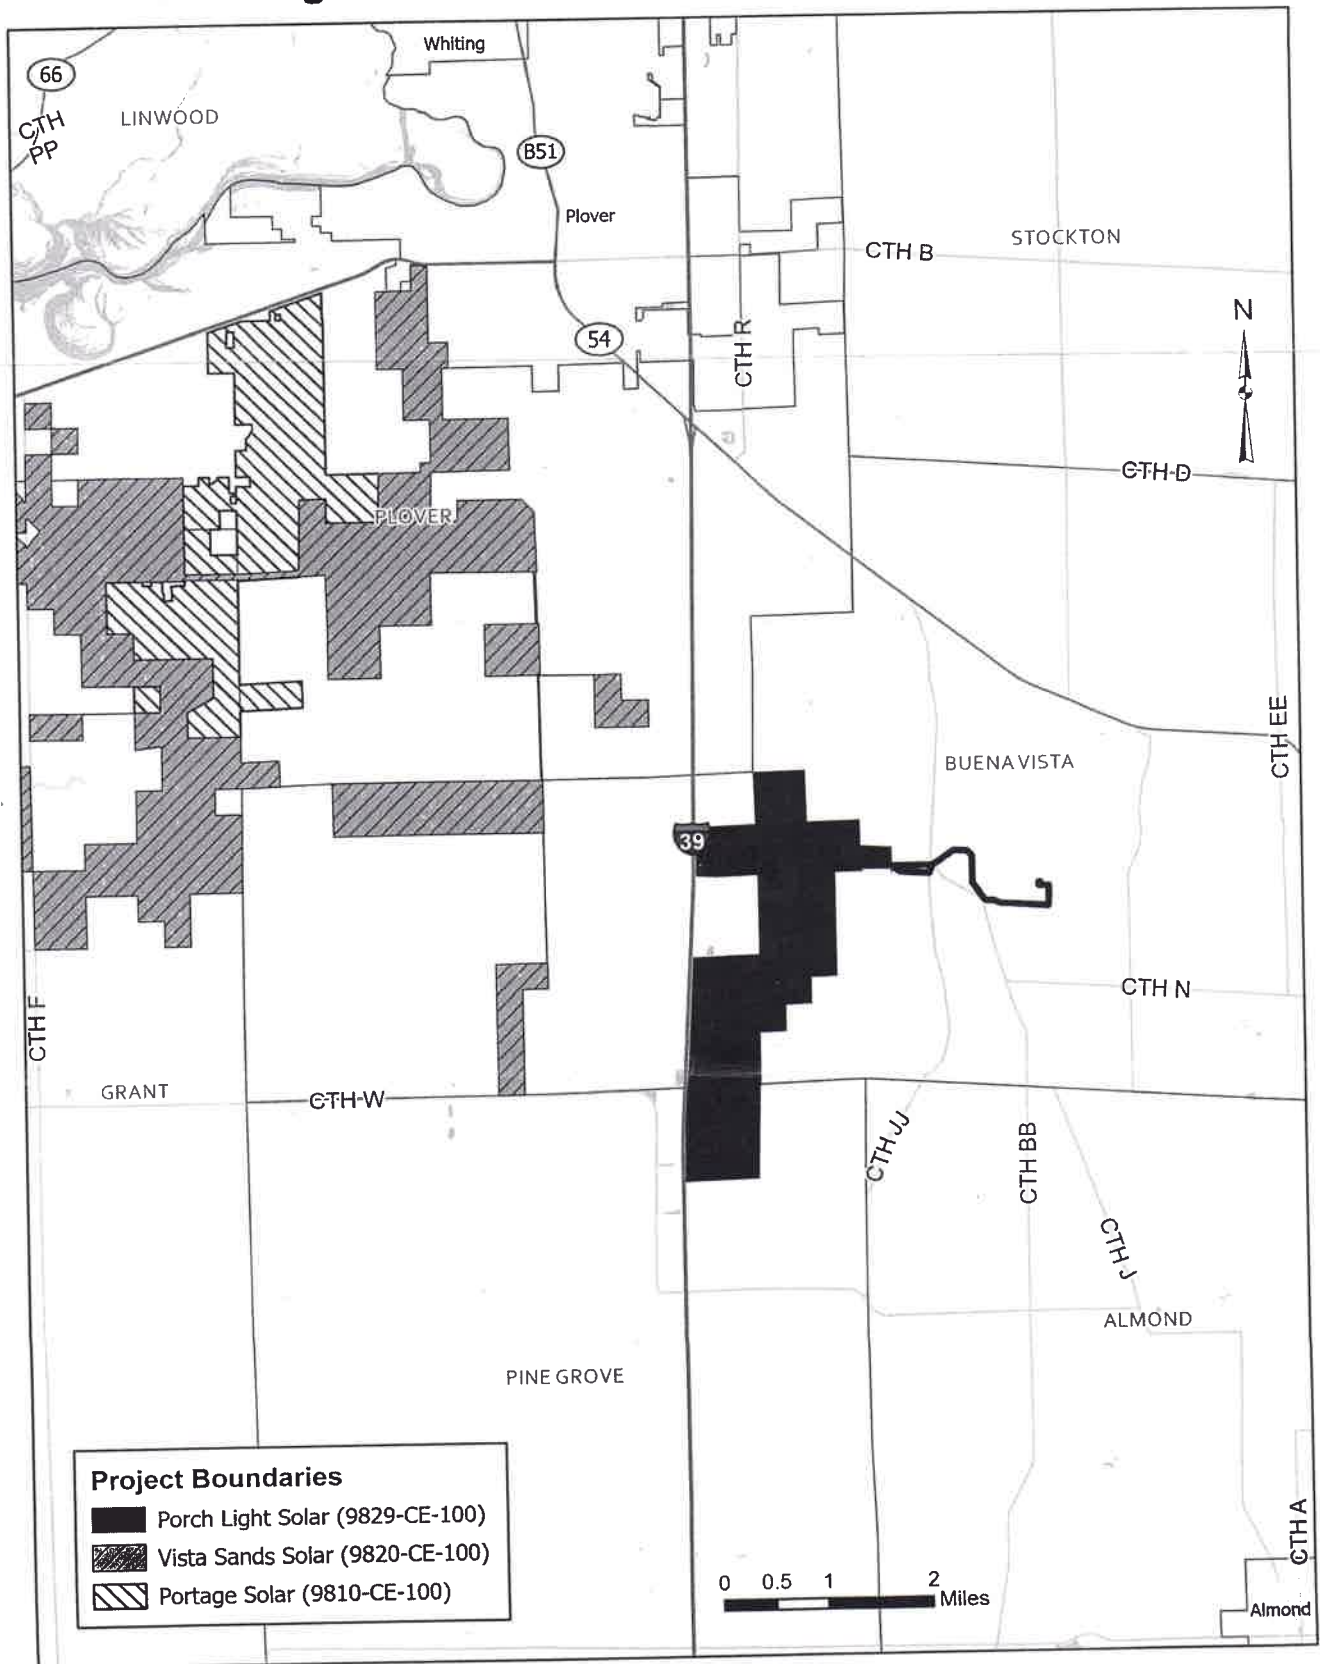 Whiting
66
LINWOOD
CTH
PP
B51
Plover
CTH B
STOCKTON
N
54
CTH R
CTH D
PLOVER
CTH EE
BUENA VISTA
39
CTH N
CTH F
GRANT
CTH W
CTH JJ
CTH BB
CTH J
ALMOND
PINE GROVE
Project Boundaries
Porch Light Solar (9829-CE-100)
Vista Sands Solar (9820-CE-100)
Portage Solar (9810-CE-100)
0 0.5 1 2
Miles
CTH A
Almond